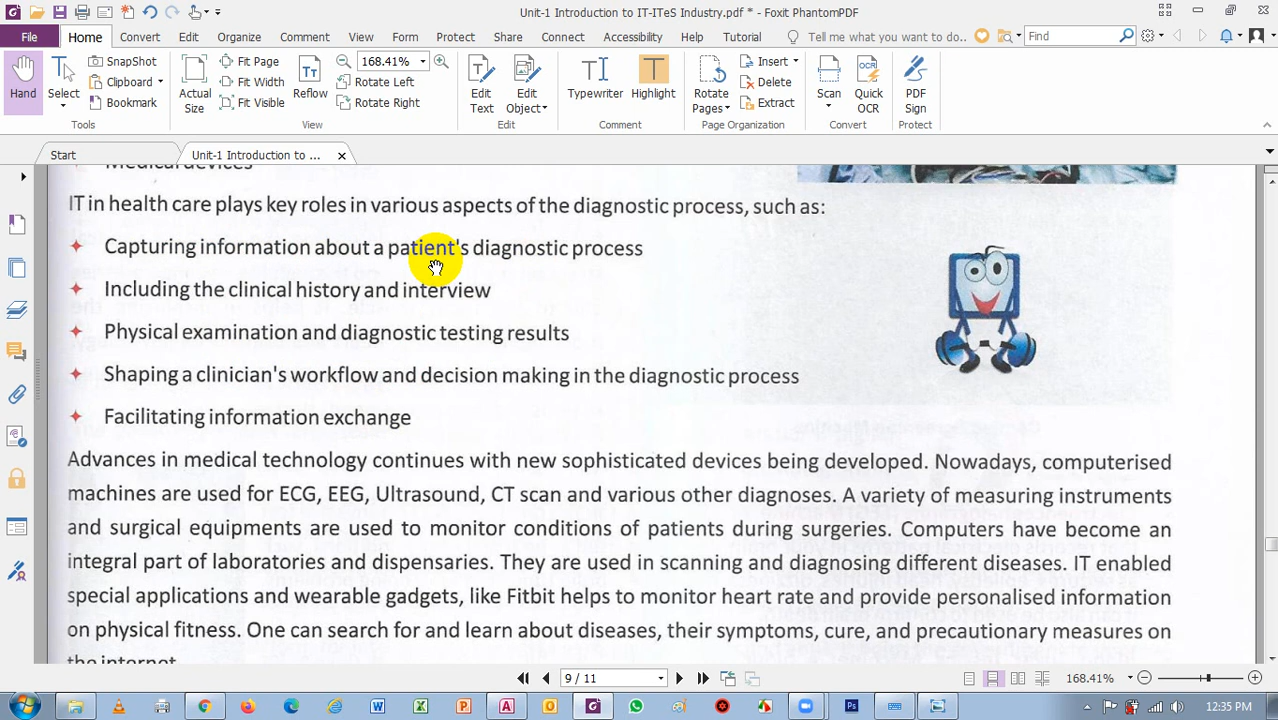 Unit-1 Introduction to IT-ITeS Industry.pdf * - Foxit PhantomPDF
File Home Convert Edit Organize Comment View Form Protect Share Connect Accessibility Help Tutorial Tell me what you want to do.. Find
SnapShot
Clipboard
Bookmark
Hand Select
Actual Size
Fit Page
Fit Width
Fit Visible
Reflow
168.41%
Rotate Left
Rotate Right
Edit Text
Edit Object
Typewriter
Highlight
Rotate Pages
Insert
Delete
Extract
Scan
Quick OCR
PDF Sign
Tools View Edit Comment Page Organization Convert Protect
Start Unit-1 Introduction to ...
Medical devices
IT in health care plays key roles in various aspects of the diagnostic process, such as:
Capturing information about a patient's diagnostic process
Including the clinical history and interview
Physical examination and diagnostic testing results
Shaping a clinician's workflow and decision making in the diagnostic process
Facilitating information exchange
Advances in medical technology continues with new sophisticated devices being developed. Nowadays, computerised
machines are used for ECG, EEG, Ultrasound, CT scan and various other diagnoses. A variety of measuring instruments
and surgical equipments are used to monitor conditions of patients during surgeries. Computers have become an
integral part of laboratories and dispensaries. They are used in scanning and diagnosing different diseases. IT enabled
special applications and wearable gadgets, like Fitbit helps to monitor heart rate and provide personalised information
on physical fitness. One can search for and learn about diseases, their symptoms, cure, and precautionary measures on
the internet.
9 / 11 168.41%
12:35 PM